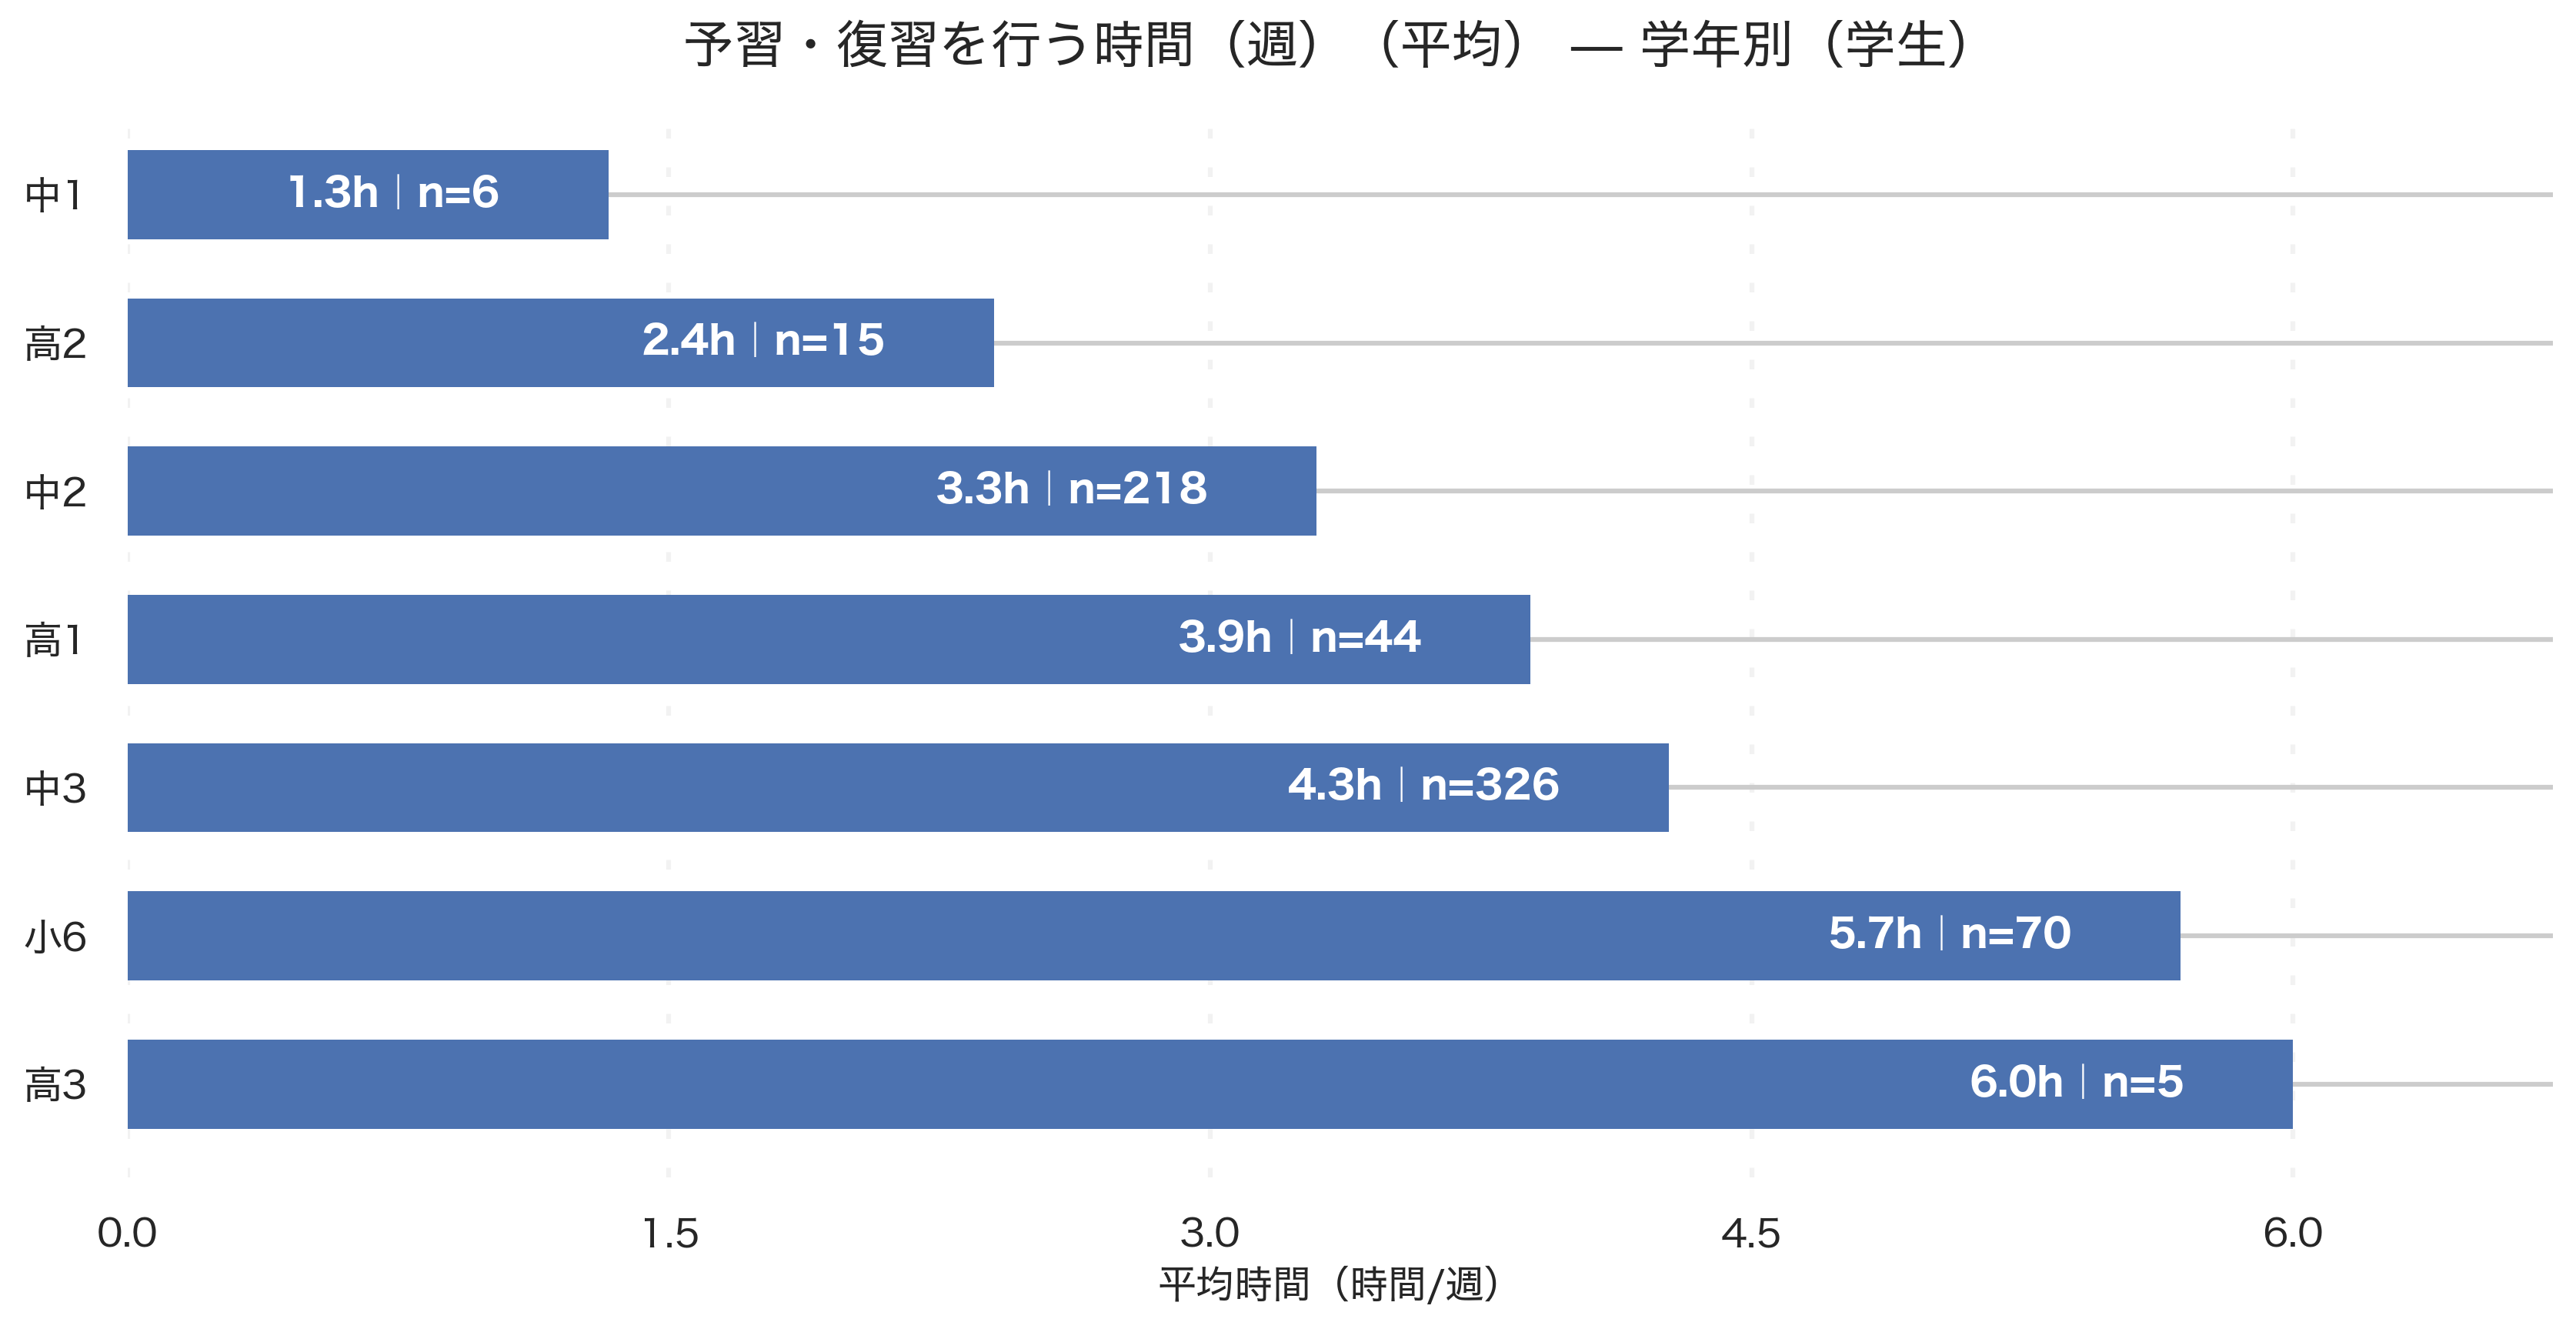 予習・復習を行う時間（週）（平均） — 学年別（学生）
中1 1.3h｜n=6
高2 2.4h｜n=15
中2 3.3h｜n=218
高1 3.9h｜n=44
中3 4.3h｜n=326
小6 5.7h｜n=70
高3 6.0h｜n=5
0.0 1.5 3.0 4.5 6.0
平均時間（時間/週）